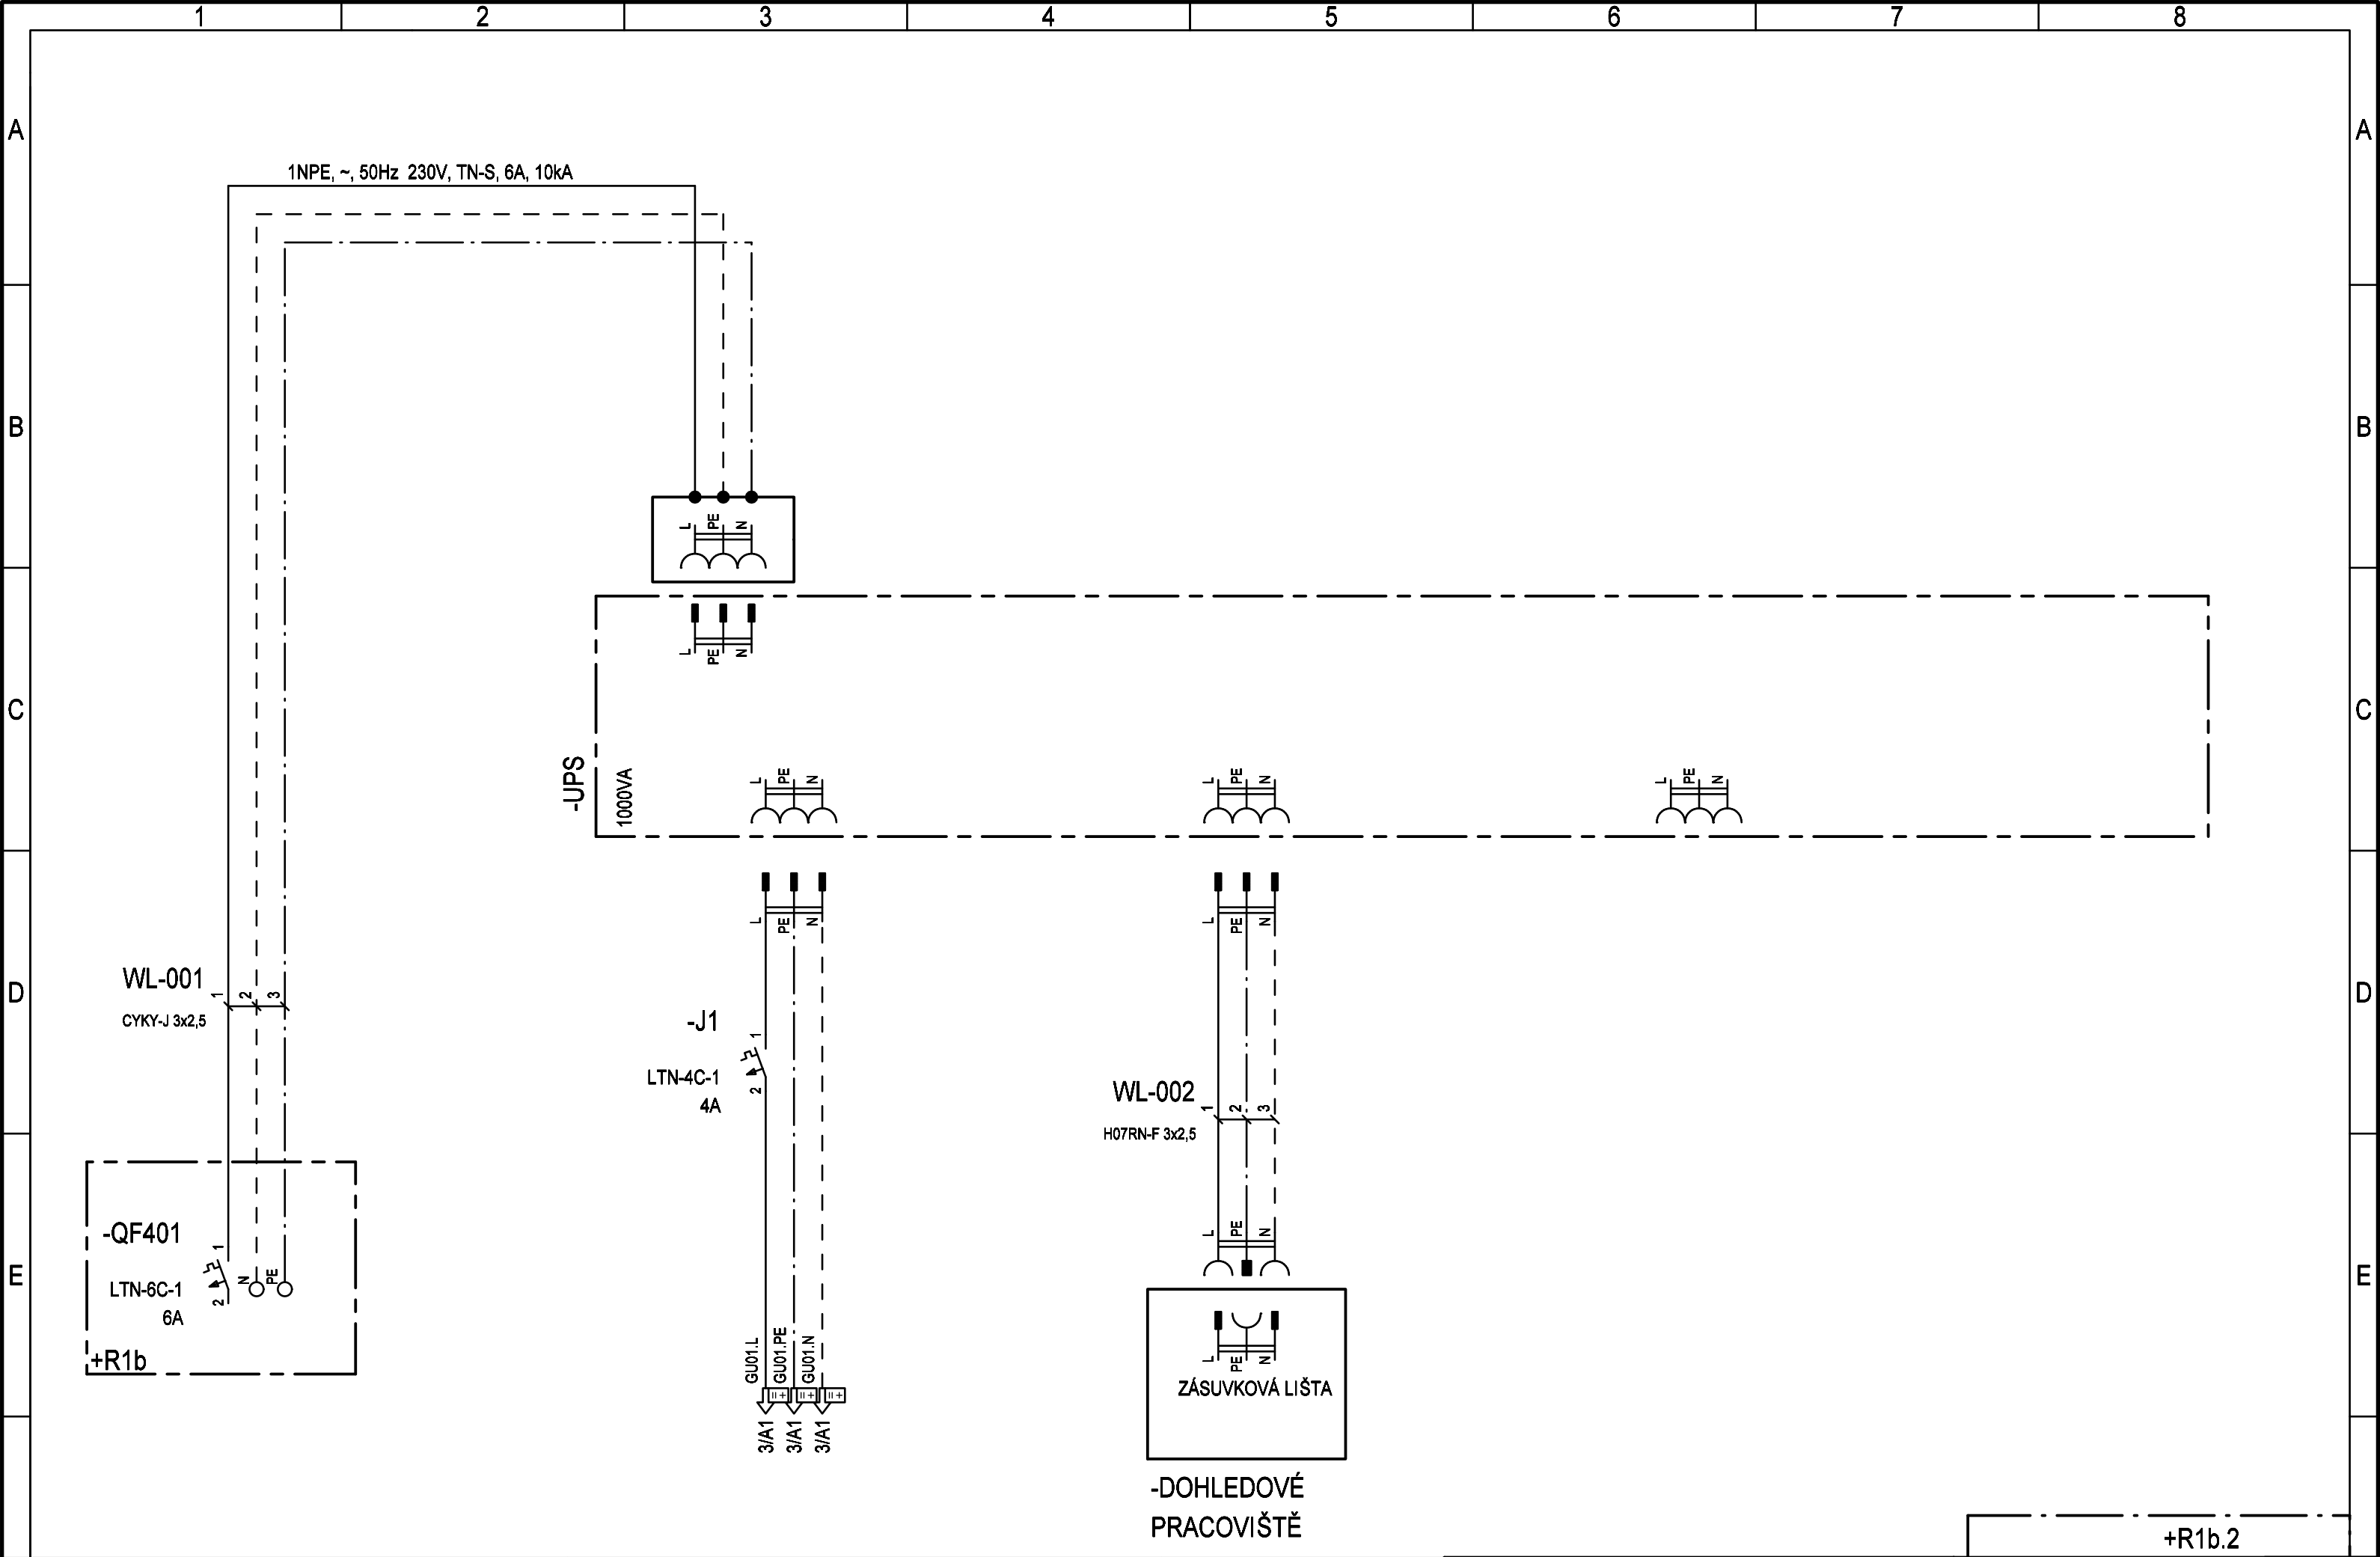 1 2 3 4 5 6 7 8
A A
1NPE, ~, 50Hz 230V, TN-S, 6A, 10kA
B B
L PE N
L PE N
C C
-UPS
1000VA
L PE N
L PE N
L PE N
L PE N
L PE N
WL-001
1 2 3
CYKY-J 3x2,5
D D
-J1
1
LTN-4C-1
2
4A
WL-002
1 2 3
H07RN-F 3x2,5
-QF401
1
N PE
LTN-6C-1
2
6A
+R1b
E E
L PE N
GU01.L GU01.PE GU01.N
=+ =+ =+
3/A1 3/A1 3/A1
L PE N
ZÁSUVKOVÁ LIŠTA
-DOHLEDOVÉ
PRACOVIŠTĚ
+R1b.2